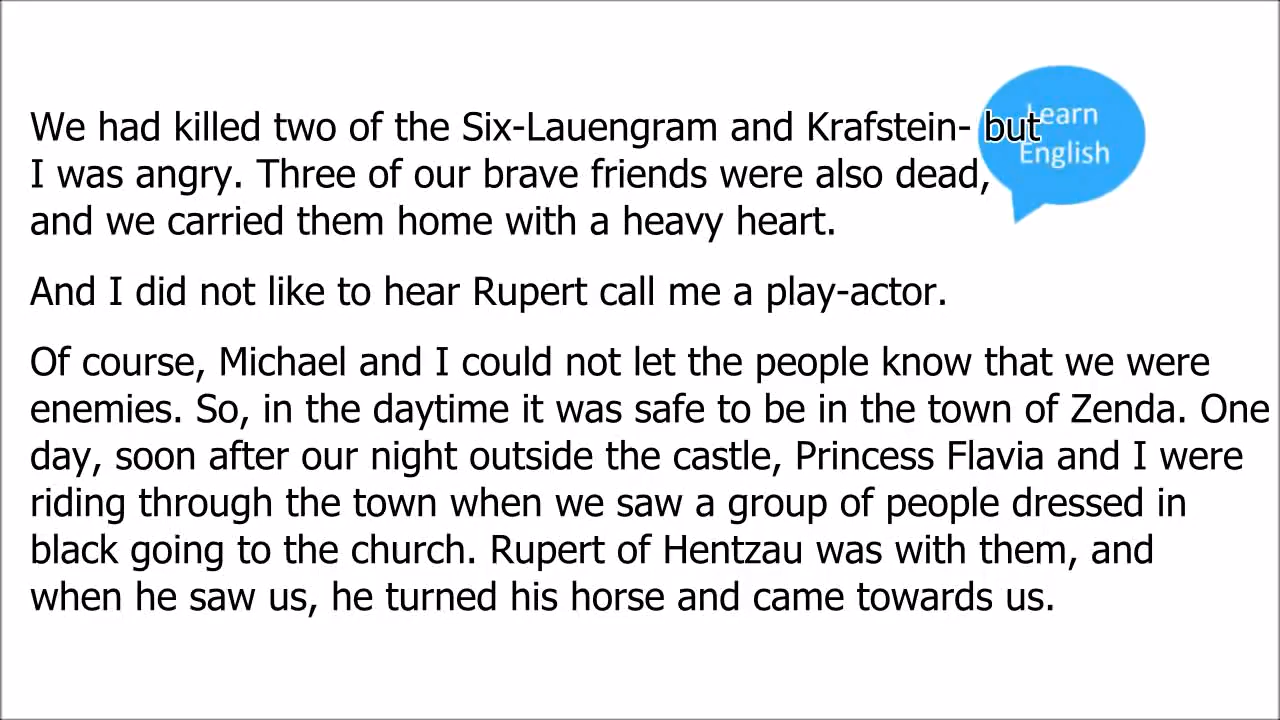 We had killed two of the Six-Lauengram and Krafstein- but
I was angry. Three of our brave friends were also dead,
and we carried them home with a heavy heart.
And I did not like to hear Rupert call me a play-actor.
Of course, Michael and I could not let the people know that we were
enemies. So, in the daytime it was safe to be in the town of Zenda. One
day, soon after our night outside the castle, Princess Flavia and I were
riding through the town when we saw a group of people dressed in
black going to the church. Rupert of Hentzau was with them, and
when he saw us, he turned his horse and came towards us.
Learn
English